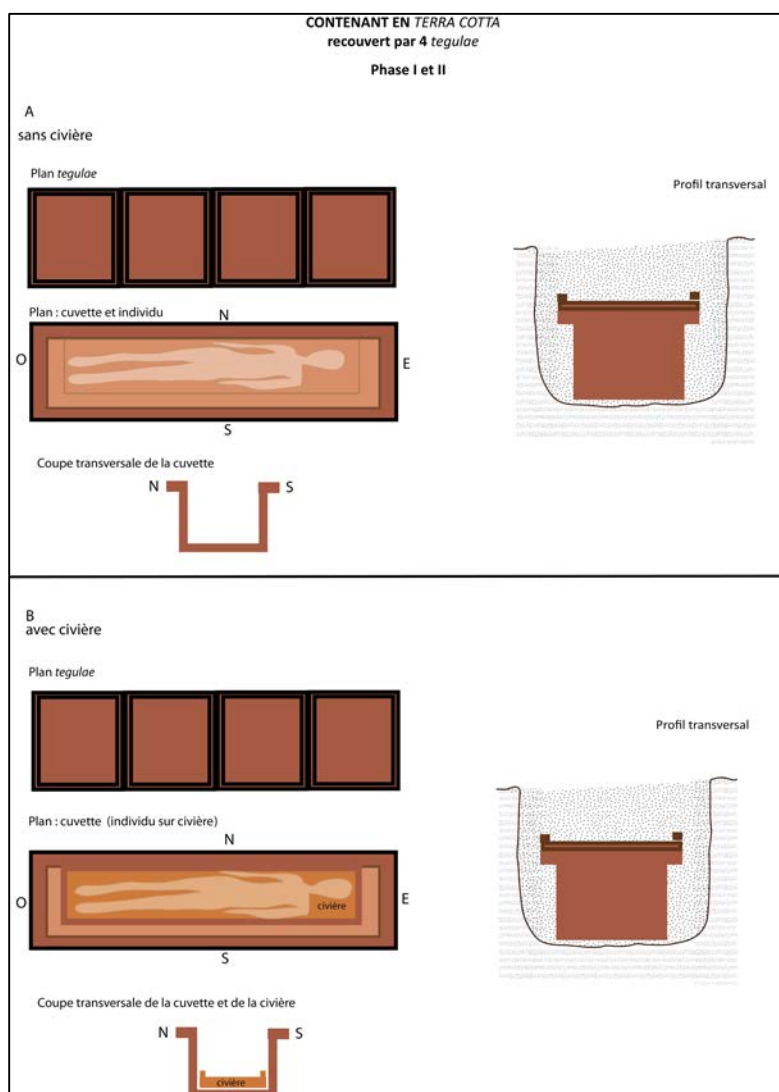 CONTENANT EN TERRA COTTA
recouvert par 4 tegulae
Phase I et II
A
sans civière
Plan tegulae
Profil transversal
Plan : cuvette et individu
N
O
E
S
Coupe transversale de la cuvette
N
S
B
avec civière
Plan tegulae
Profil transversal
Plan : cuvette (individu sur civière)
N
O
civière
E
S
Coupe transversale de la cuvette et de la civière
N
S
civière